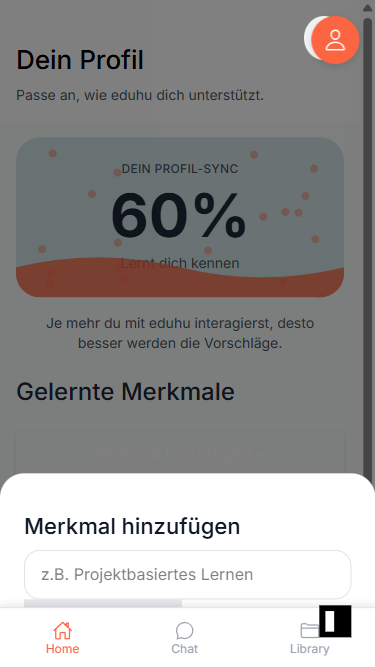 Dein Profil
Passe an, wie eduhu dich unterstützt.
DEIN PROFIL-SYNC
60%
Lernt dich kennen
Je mehr du mit eduhu interagierst, desto
besser werden die Vorschläge.
Gelernte Merkmale
Merkmal hinzufügen
z.B. Projektbasiertes Lernen
Home
Chat
Library